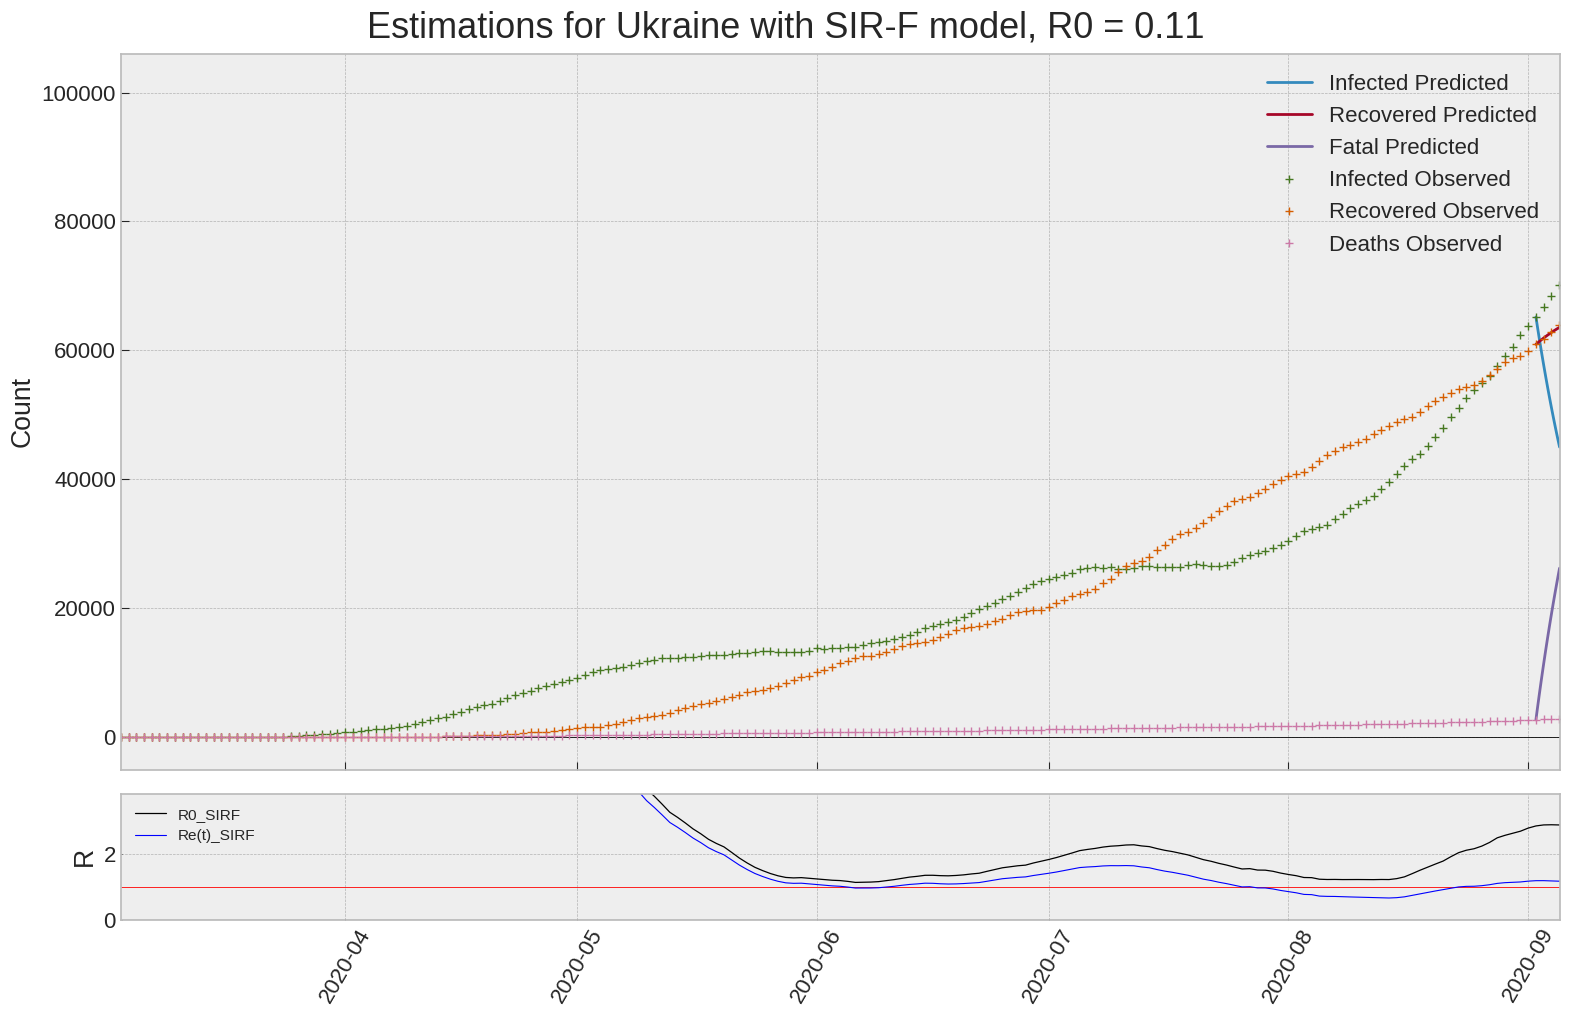 Estimations for Ukraine with SIR-F model, R0 = 0.11
100000
80000
60000
40000
20000
0
Count
Infected Predicted
Recovered Predicted
Fatal Predicted
Infected Observed
Recovered Observed
Deaths Observed
R0_SIRF
Re(t)_SIRF
2
0
R
2020-04
2020-05
2020-06
2020-07
2020-08
2020-09